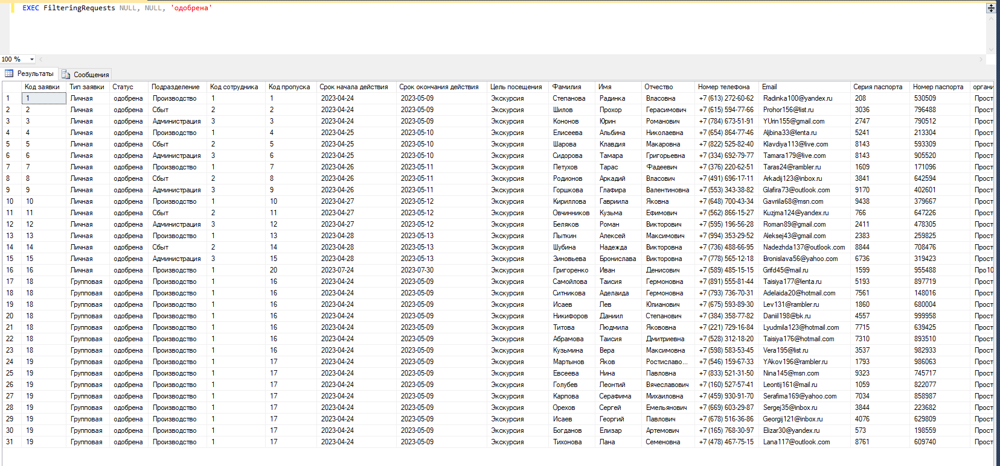 EXEC FilteringRequests NULL, NULL, 'одобрена'
100 %
Результаты Сообщения
Код заявки Тип заявки Статус Подразделение Код сотрудника Код пропуска Срок начала действия Срок окончания действия Цель посещения Фамилия Имя Отчество Номер телефона Email Серия паспорта Номер паспорта органи
1 1 Личная одобрена Производство 1 1 2023-04-24 2023-05-09 Экскурсия Степанова Радинка Власовна +7 (613) 272-60-62 Radinka100@yandex.ru 208 530509 Прост
2 2 Личная одобрена Сбыт 2 2 2023-04-24 2023-05-09 Экскурсия Шилов Прохор Герасимович +7 (615) 594-77-66 Prohor156@list.ru 3036 796488 Прост
3 3 Личная одобрена Администрация 3 3 2023-04-24 2023-05-09 Экскурсия Кононов Юрин Романович +7 (784) 673-51-91 YUrin155@gmail.com 2747 790512 Прост
4 4 Личная одобрена Производство 1 4 2023-04-25 2023-05-10 Экскурсия Елисеева Альбина Николаевна +7 (654) 864-77-46 Aljbina33@lenta.ru 5241 213304 Прост
5 5 Личная одобрена Сбыт 2 5 2023-04-25 2023-05-10 Экскурсия Шарова Клавдия Макаровна +7 (822) 525-82-40 Klavdiya113@live.com 8143 593309 Прост
6 6 Личная одобрена Администрация 3 6 2023-04-25 2023-05-10 Экскурсия Сидорова Тамара Григорьевна +7 (334) 692-79-77 Tamara179@live.com 8143 905520 Прост
7 7 Личная одобрена Производство 1 7 2023-04-26 2023-05-11 Экскурсия Петухов Тарас Фадеевич +7 (376) 220-62-51 Taras24@rambler.ru 1609 171096 Прост
8 8 Личная одобрена Сбыт 2 8 2023-04-26 2023-05-11 Экскурсия Родионов Аркадий Власович +7 (491) 696-17-11 Arkadij123@inbox.ru 3841 642594 Прост
9 9 Личная одобрена Администрация 3 9 2023-04-26 2023-05-11 Экскурсия Горшкова Глафира Валентиновна +7 (553) 343-38-82 Glafira73@outlook.com 9170 402601 Прост
10 10 Личная одобрена Производство 1 10 2023-04-27 2023-05-12 Экскурсия Кириллова Гавриила Яковна +7 (648) 700-43-34 Gavriila68@msn.com 9438 379667 Прост
11 11 Личная одобрена Сбыт 2 11 2023-04-27 2023-05-12 Экскурсия Овчинников Кузьма Ефимович +7 (562) 866-15-27 Kuzjma124@yandex.ru 766 647226 Прост
12 12 Личная одобрена Администрация 3 12 2023-04-27 2023-05-12 Экскурсия Беляков Роман Викторович +7 (595) 196-56-28 Roman89@gmail.com 2411 478305 Прост
13 13 Личная одобрена Производство 1 13 2023-04-28 2023-05-13 Экскурсия Лыткин Алексей Максимович +7 (994) 353-29-52 Aleksej43@gmail.com 2383 259825 Прост
14 14 Личная одобрена Сбыт 2 14 2023-04-28 2023-05-13 Экскурсия Шубина Надежда Викторовна +7 (736) 488-66-95 Nadezhda137@outlook.com 8844 708476 Прост
15 15 Личная одобрена Администрация 3 15 2023-04-28 2023-05-13 Экскурсия Зиновьева Бронислава Викторовна +7 (778) 565-12-18 Bronislava56@yahoo.com 6736 319423 Прост
16 16 Личная одобрена Производство 1 20 2023-07-24 2023-07-30 Экскурсия Григоренко Иван Денисович +7 (589) 485-15-15 Grifd45@mail.ru 1599 955488 Про10
17 18 Групповая одобрена Производство 1 16 2023-04-24 2023-05-09 Экскурсия Самойлова Таисия Гермоновна +7 (891) 555-81-44 Taisiya177@lenta.ru 5193 897719 Прост
18 18 Групповая одобрена Производство 1 16 2023-04-24 2023-05-09 Экскурсия Ситникова Аделаида Гермоновна +7 (793) 736-70-31 Adelaida20@hotmail.com 7561 148016 Прост
19 18 Групповая одобрена Производство 1 16 2023-04-24 2023-05-09 Экскурсия Исаев Лев Юлианович +7 (675) 593-89-30 Lev131@rambler.ru 1860 680004 Прост
20 18 Групповая одобрена Производство 1 16 2023-04-24 2023-05-09 Экскурсия Никифоров Даниил Степанович +7 (384) 358-77-82 Daniil198@bk.ru 4557 999958 Прост
21 18 Групповая одобрена Производство 1 16 2023-04-24 2023-05-09 Экскурсия Титова Людмила Якововна +7 (221) 729-16-84 Lyudmila123@hotmail.com 7715 639425 Прост
22 18 Групповая одобрена Производство 1 16 2023-04-24 2023-05-09 Экскурсия Абрамова Таисия Дмитриевна +7 (528) 312-18-20 Taisiya176@hotmail.com 7310 893510 Прост
23 18 Групповая одобрена Производство 1 16 2023-04-24 2023-05-09 Экскурсия Кузьмина Вера Максимовна +7 (598) 583-53-45 Vera195@list.ru 3537 982933 Прост
24 19 Групповая одобрена Производство 1 17 2023-04-24 2023-05-09 Экскурсия Мартынов Яков Ростиславо... +7 (546) 159-67-33 YAkov196@rambler.ru 1793 986063 Прост
25 19 Групповая одобрена Производство 1 17 2023-04-24 2023-05-09 Экскурсия Евсеева Нина Павловна +7 (833) 521-31-50 Nina145@msn.com 9323 745717 Прост
26 19 Групповая одобрена Производство 1 17 2023-04-24 2023-05-09 Экскурсия Голубев Леонтий Вячеславович +7 (160) 527-57-41 Leontij161@mail.ru 1059 822077 Прост
27 19 Групповая одобрена Производство 1 17 2023-04-24 2023-05-09 Экскурсия Карпова Серафима Михаиловна +7 (459) 930-91-70 Serafima169@yahoo.com 7034 858987 Прост
28 19 Групповая одобрена Производство 1 17 2023-04-24 2023-05-09 Экскурсия Орехов Сергей Емельянович +7 (669) 603-29-87 Sergej35@inbox.ru 3844 223682 Прост
29 19 Групповая одобрена Производство 1 17 2023-04-24 2023-05-09 Экскурсия Исаев Георгий Павлович +7 (678) 516-36-86 Georgij121@inbox.ru 4076 629809 Прост
30 19 Групповая одобрена Производство 1 17 2023-04-24 2023-05-09 Экскурсия Богданов Елизар Артемович +7 (165) 768-30-97 Elizar30@yandex.ru 573 198559 Прост
31 19 Групповая одобрена Производство 1 17 2023-04-24 2023-05-09 Экскурсия Тихонова Лана Семеновна +7 (478) 467-75-15 Lana117@outlook.com 8761 609740 Прост